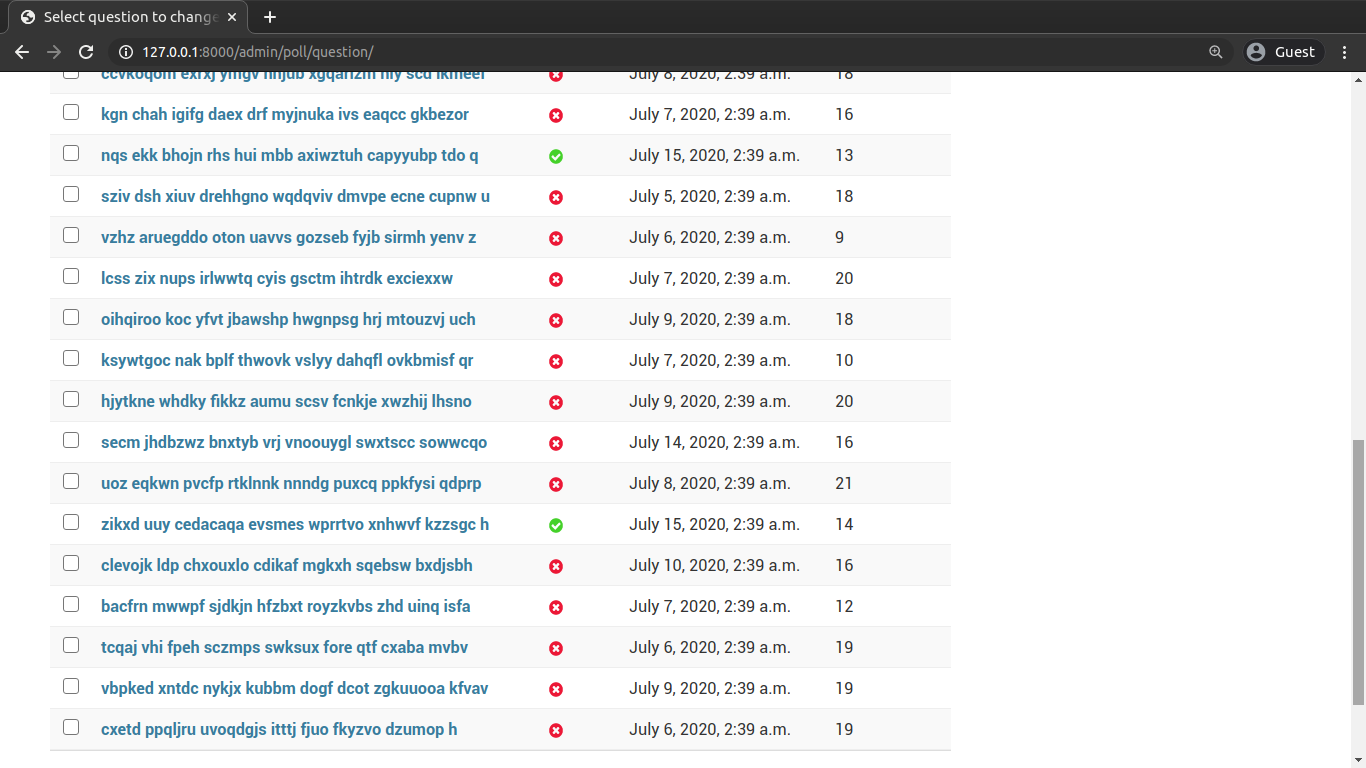 Select question to change
127.0.0.1:8000/admin/poll/question/
Guest
ccvkoqom exrxj ymgv nnjub xgqarizm niy scd ikmeef July 8, 2020, 2:39 a.m. 18
kgn chah igifg daex drf myjnuka ivs eaqcc gkbezor July 7, 2020, 2:39 a.m. 16
nqs ekk bhojn rhs hui mbb axiwztuh capyyubp tdo q July 15, 2020, 2:39 a.m. 13
sziv dsh xiuv drehhgno wqdqviv dmvpe ecne cupnw u July 5, 2020, 2:39 a.m. 18
vzhz aruegddo oton uavvs gozseb fyjb sirmh yenv z July 6, 2020, 2:39 a.m. 9
lcss zix nups irlwwtq cyis gsctm ihtrdk exciexxw July 7, 2020, 2:39 a.m. 20
oihqiroo koc yfvt jbawshp hwgnpsg hrj mtouzvj uch July 9, 2020, 2:39 a.m. 18
ksywtgoc nak bplf thwovk vslyy dahqfl ovkbmisf qr July 7, 2020, 2:39 a.m. 10
hjytkne whdky fikkz aumu scsv fcnkje xwzhij lhsno July 9, 2020, 2:39 a.m. 20
secm jhdbzwz bnxtyb vrj vnoouygl swxtscc sowwcqo July 14, 2020, 2:39 a.m. 16
uoz eqkwn pvcfp rtklnnk nnndg puxcq ppkfysi qdprp July 8, 2020, 2:39 a.m. 21
zikxd uuy cedacaqa evsmes wprrtvo xnhwvf kzzsgc h July 15, 2020, 2:39 a.m. 14
clevojk ldp chxouxlo cdikaf mgkxh sqebsw bxdjsbh July 10, 2020, 2:39 a.m. 16
bacfrn mwwpf sjdkjn hfzbxt royzkvbs zhd uinq isfa July 7, 2020, 2:39 a.m. 12
tcqaj vhi fpeh sczmps swksux fore qtf cxaba mvbv July 6, 2020, 2:39 a.m. 19
vbpked xntdc nykjx kubbm dogf dcot zgkuuooa kfvav July 9, 2020, 2:39 a.m. 19
cxetd ppqljru uvoqdgjs itttj fjuo fkyzvo dzumop h July 6, 2020, 2:39 a.m. 19